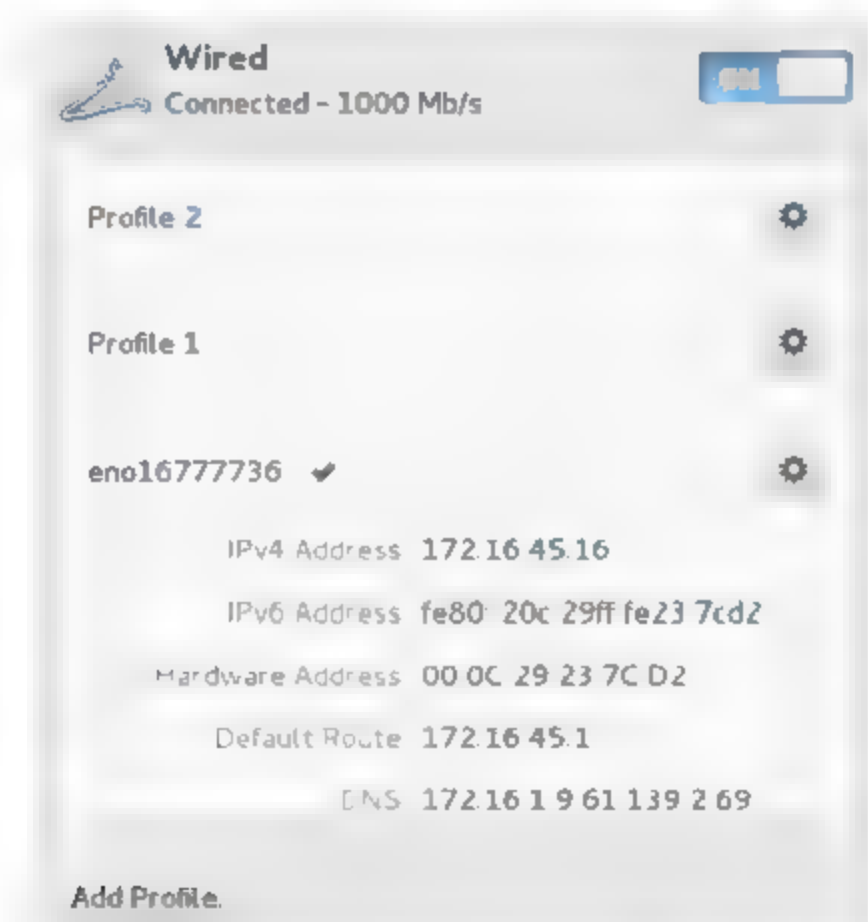 Wired
Connected - 1000 Mb/s
Profile 2
Profile 1
eno16777736
IPv4 Address 172.16.45.16
IPv6 Address fe80::20c:29ff:fe23:7cd2
Hardware Address 00:0C:29:23:7C:D2
Default Route 172.16.45.1
DNS 172.16.1.9 61.139.2.69
Add Profile...